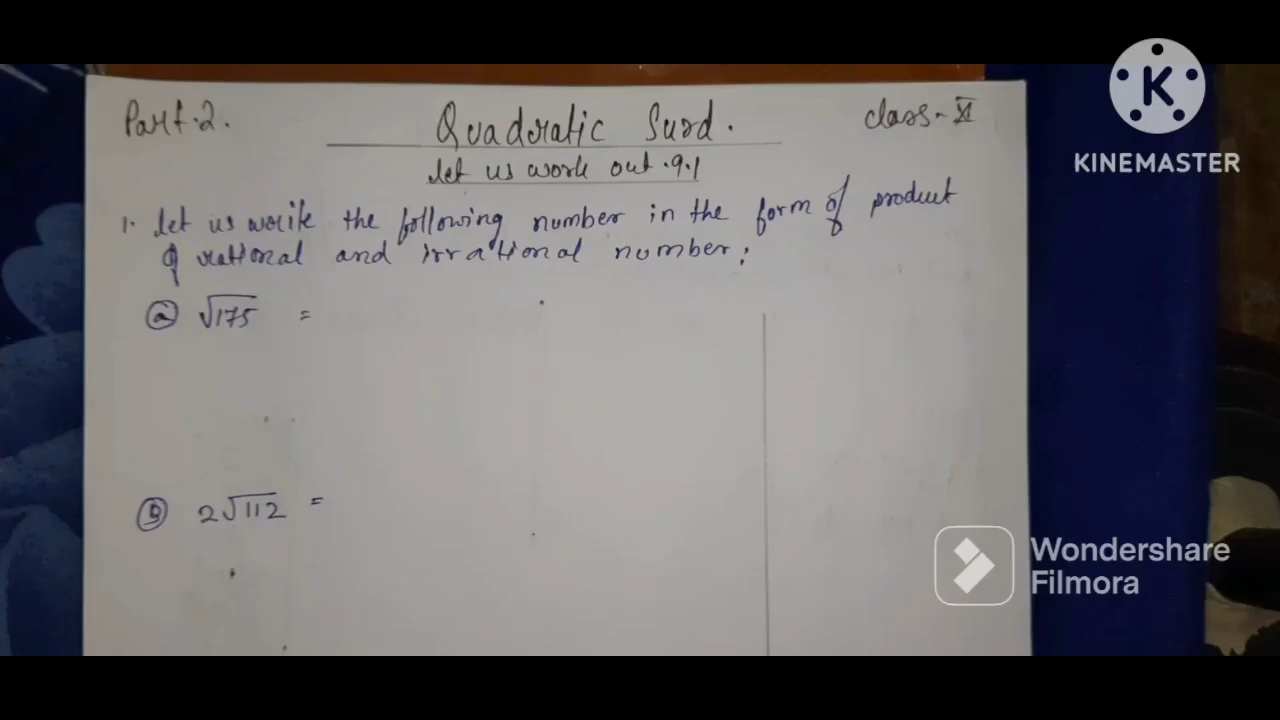 Part.2.
Quadratic Surd.
class-XI
let us work out.9.1
1. let us write the following number in the form of product
of rational and irrational number:
(a) √175 =
(b) 2√112 =
K
KINEMASTER
Wondershare
Filmora